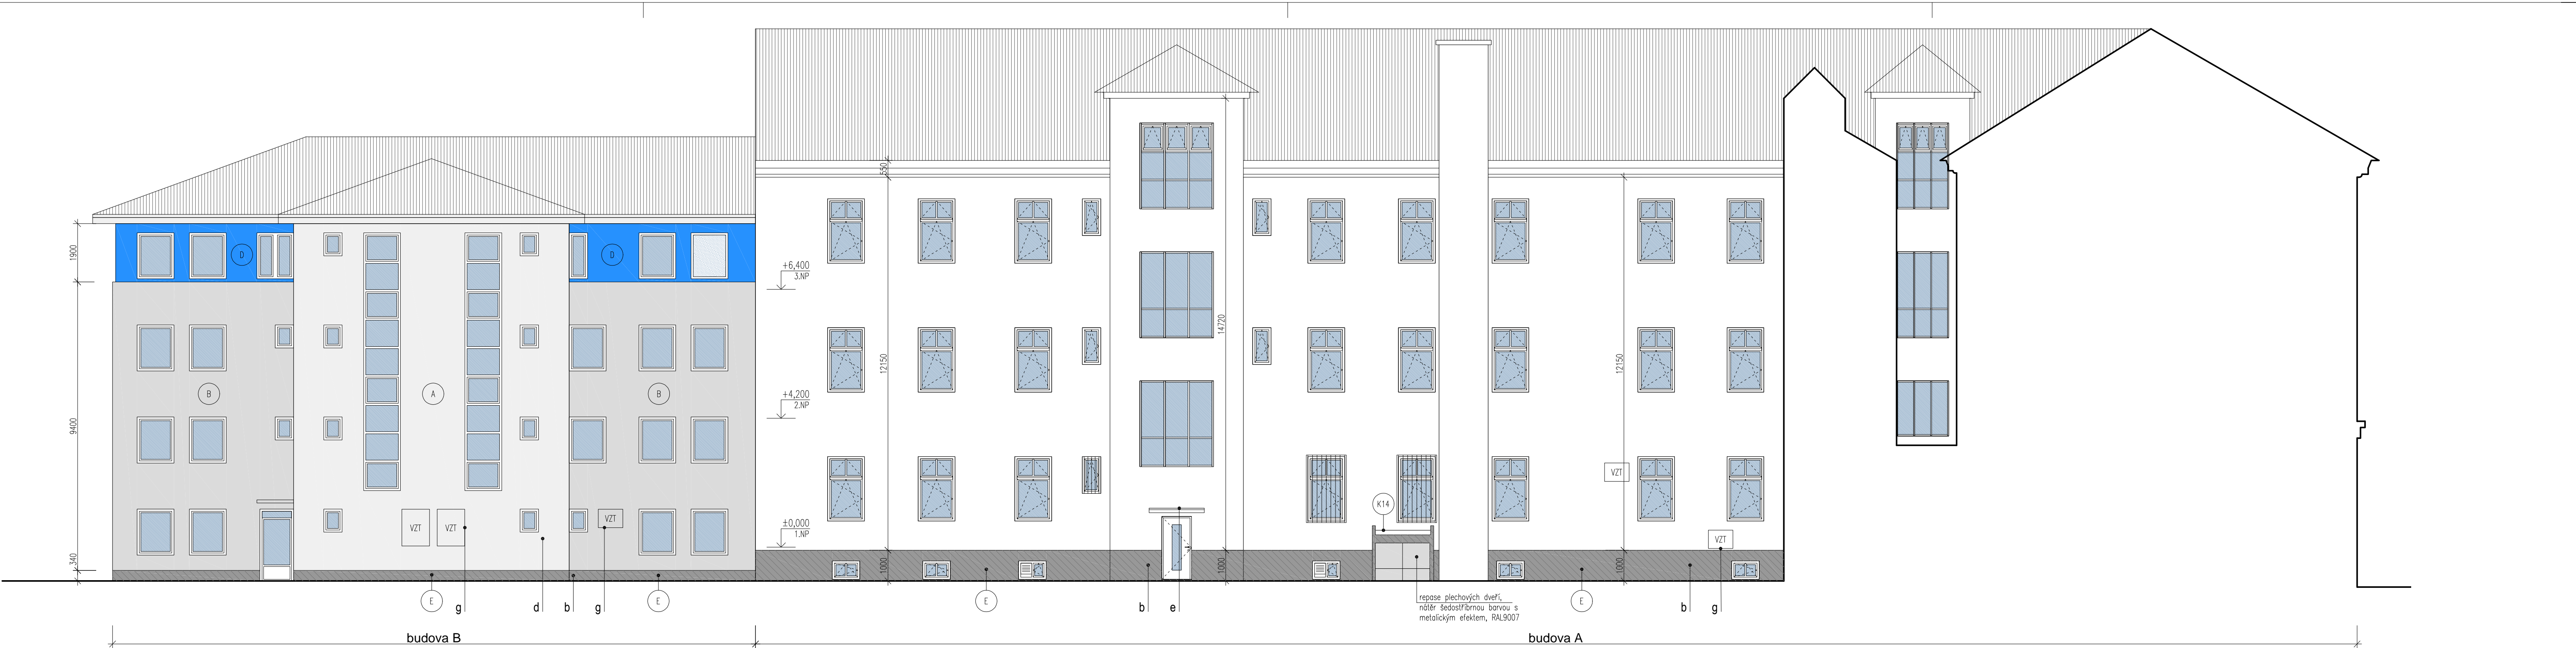 550
D
D
1900
+6,400
3.NP
14720
12150
12150
+4,200
2.NP
B
A
B
9400
VZT
K14
VZT
VZT
VZT
±0,000
1.NP
VZT
340
1000
1000
1000
E
g
d
b
g
E
E
b
e
repase plechových dveří,
nátěr šedostříbrnou barvou s
metalickým efektem, RAL9007
E
b
g
budova B
budova A